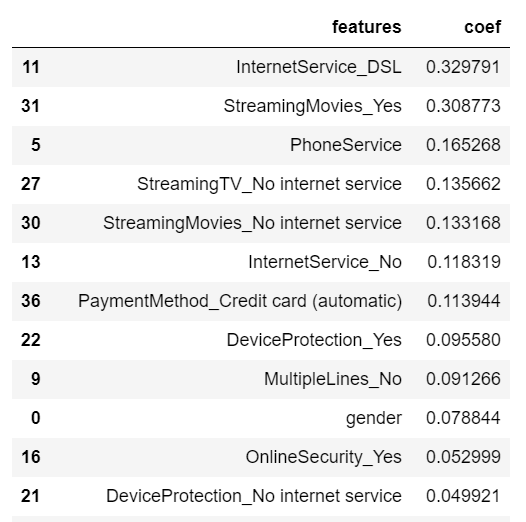 features coef
11 InternetService_DSL 0.329791
31 StreamingMovies_Yes 0.308773
5 PhoneService 0.165268
27 StreamingTV_No internet service 0.135662
30 StreamingMovies_No internet service 0.133168
13 InternetService_No 0.118319
36 PaymentMethod_Credit card (automatic) 0.113944
22 DeviceProtection_Yes 0.095580
9 MultipleLines_No 0.091266
0 gender 0.078844
16 OnlineSecurity_Yes 0.052999
21 DeviceProtection_No internet service 0.049921